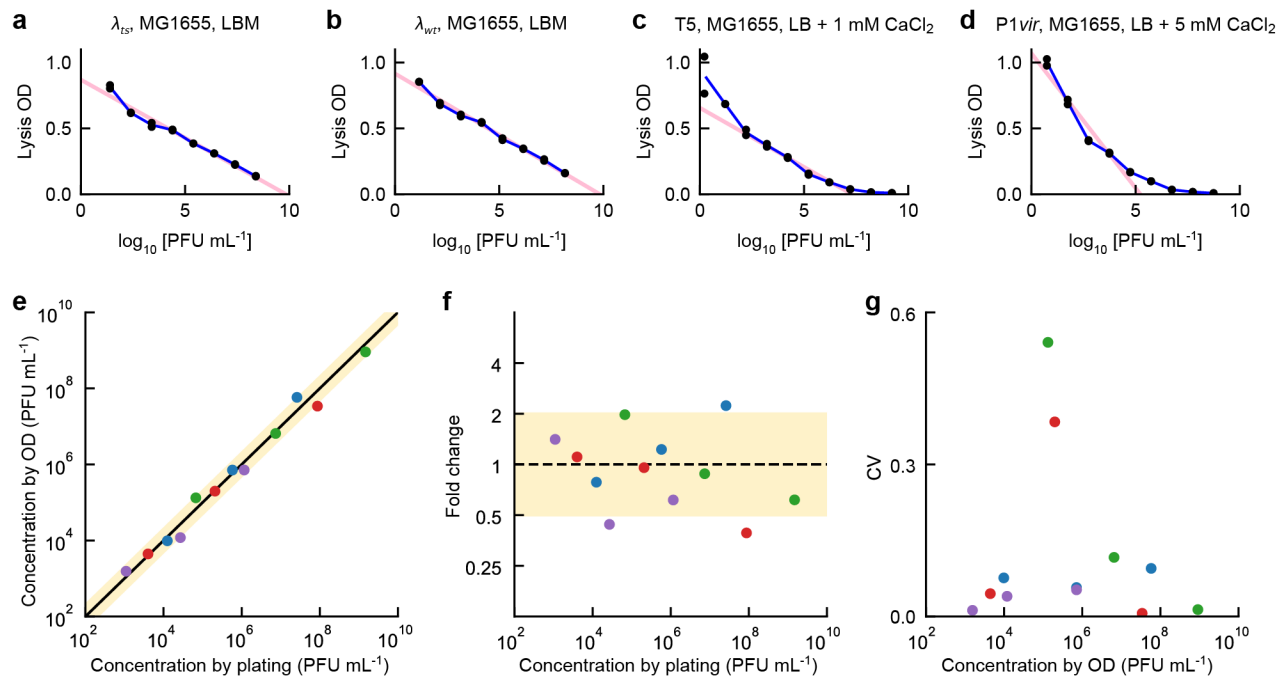 a
λts, MG1655, LBM
Lysis OD
1.0
0.5
0.0
0
5
10
log10 [PFU mL-1]
b
λwt, MG1655, LBM
Lysis OD
1.0
0.5
0.0
0
5
10
log10 [PFU mL-1]
c
T5, MG1655, LB + 1 mM CaCl2
Lysis OD
1.0
0.5
0.0
0
5
10
log10 [PFU mL-1]
d
P1vir, MG1655, LB + 5 mM CaCl2
Lysis OD
1.0
0.5
0.0
0
5
10
log10 [PFU mL-1]
e
Concentration by OD (PFU mL-1)
10^10
10^8
10^6
10^4
10^2
10^2
10^4
10^6
10^8
10^10
Concentration by plating (PFU mL-1)
f
Fold change
4
2
1
0.5
0.25
10^2
10^4
10^6
10^8
10^10
Concentration by plating (PFU mL-1)
g
CV
0.6
0.3
0.0
10^2
10^4
10^6
10^8
10^10
Concentration by OD (PFU mL-1)